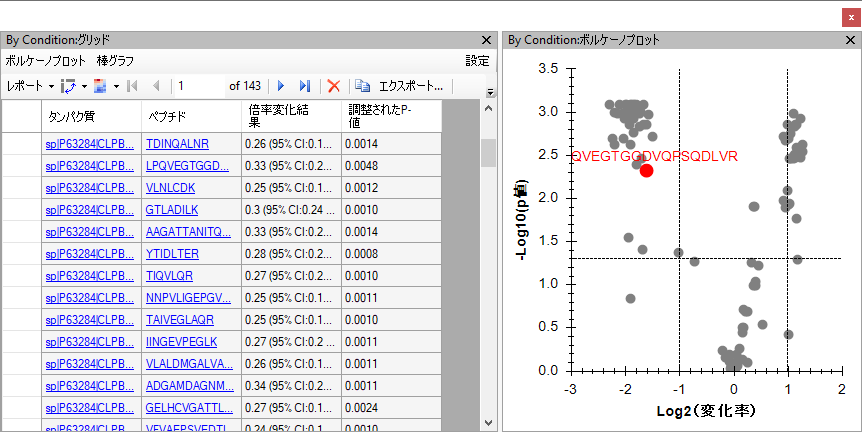 By Condition:グリッド
ボルケーノプロット 棒グラフ 設定
レポート 1 of 143 エクスポート...
タンパク質 ペプチド 倍率変化結果 調整されたP-値
sp|P63284|CLPB... TDINQALNR 0.26 (95% CI:0.1... 0.0014
sp|P63284|CLPB... LPQVEGTGGD... 0.33 (95% CI:0.2... 0.0048
sp|P63284|CLPB... VLNLCDK 0.25 (95% CI:0.1... 0.0012
sp|P63284|CLPB... GTLADILK 0.3 (95% CI:0.24 ... 0.0010
sp|P63284|CLPB... AAGATTANITQ... 0.33 (95% CI:0.2... 0.0014
sp|P63284|CLPB... YTIDLTER 0.28 (95% CI:0.2... 0.0008
sp|P63284|CLPB... TIQVLQR 0.27 (95% CI:0.2... 0.0010
sp|P63284|CLPB... NNPVLIGEPGV... 0.25 (95% CI:0.1... 0.0011
sp|P63284|CLPB... TAIVEGLAQR 0.25 (95% CI:0.1... 0.0010
sp|P63284|CLPB... IINGEVPEGLK 0.27 (95% CI:0.2... 0.0011
sp|P63284|CLPB... VLALDMGALVA... 0.26 (95% CI:0.1... 0.0011
sp|P63284|CLPB... ADGAMDAGNM... 0.34 (95% CI:0.2... 0.0011
sp|P63284|CLPB... GELHCVGATTL... 0.27 (95% CI:0.1... 0.0024
sp|P63284|CLPB... VFVAEPSVEDTI... 0.24 (95% CI:0.1... 0.0010
By Condition:ボルケーノプロット
3.5
3.0
2.5
2.0
1.5
1.0
0.5
0.0
-Log10(p値)
QVEGTGGDVQPSQDLVR
-3 -2 -1 0 1 2
Log2(変化率)